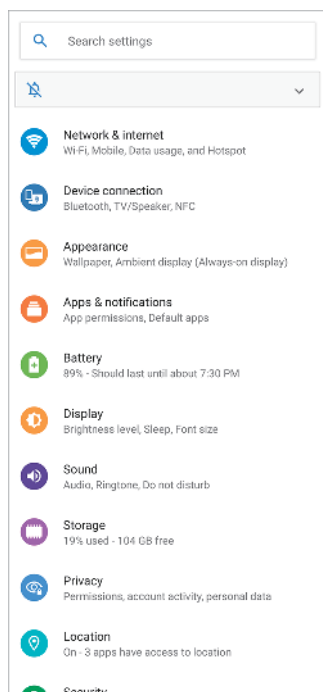 Search settings
Network & internet
Wi-Fi, Mobile, Data usage, and Hotspot
Device connection
Bluetooth, TV/Speaker, NFC
Appearance
Wallpaper, Ambient display (Always-on display)
Apps & notifications
App permissions, Default apps
Battery
89% - Should last until about 7:30 PM
Display
Brightness level, Sleep, Font size
Sound
Audio, Ringtone, Do not disturb
Storage
19% used - 104 GB free
Privacy
Permissions, account activity, personal data
Location
On - 3 apps have access to location
Security